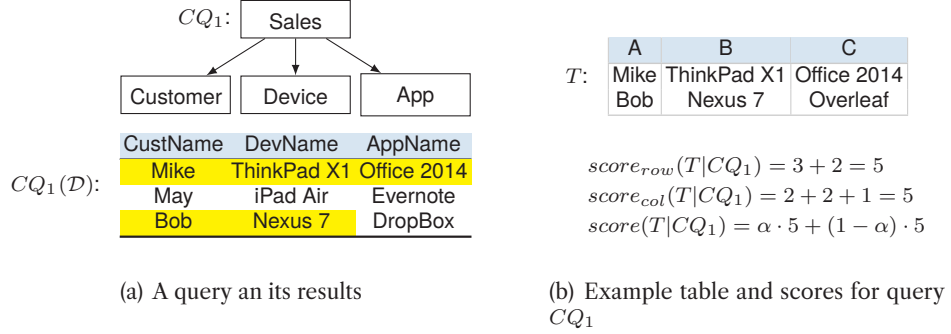 CQ1: Sales
Customer Device App
CQ1(D):
CustName DevName AppName
Mike ThinkPad X1 Office 2014
May iPad Air Evernote
Bob Nexus 7 DropBox
(a) A query an its results
T:
A B C
Mike ThinkPad X1 Office 2014
Bob Nexus 7 Overleaf
score_row(T|CQ1) = 3 + 2 = 5
score_col(T|CQ1) = 2 + 2 + 1 = 5
score(T|CQ1) = α · 5 + (1 − α) · 5
(b) Example table and scores for query
CQ1